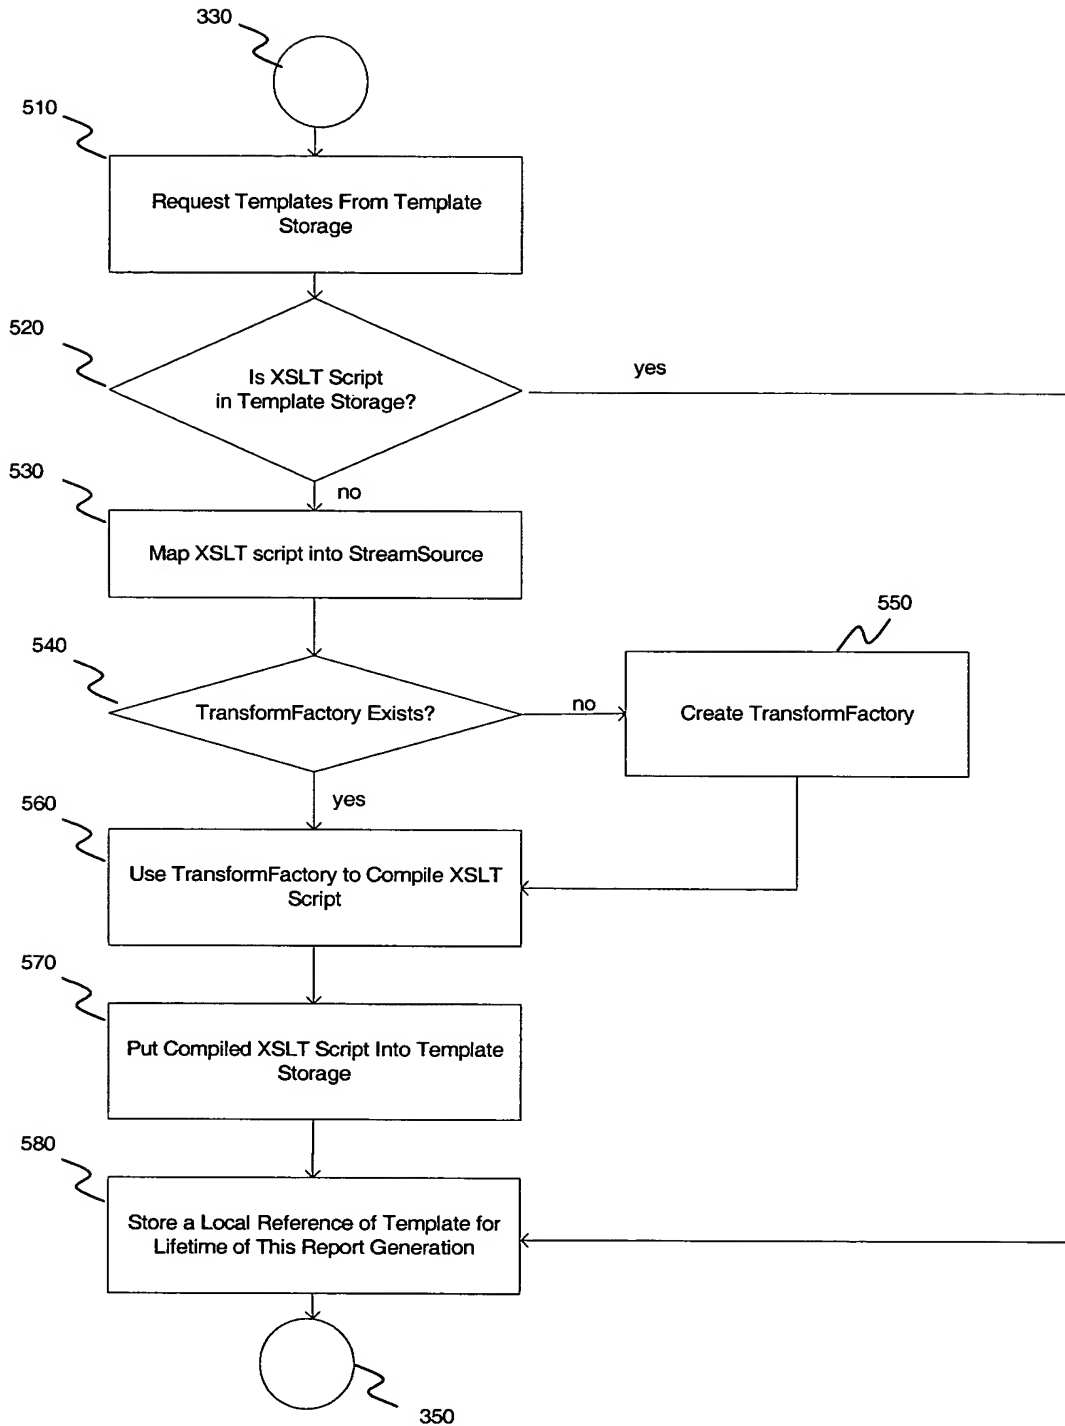 330
510
Request Templates From Template
Storage
520
Is XSLT Script
in Template Storage?
yes
530
no
Map XSLT script into StreamSource
550
540
TransformFactory Exists?
no
Create TransformFactory
yes
560
Use TransformFactory to Compile XSLT
Script
570
Put Compiled XSLT Script Into Template
Storage
580
Store a Local Reference of Template for
Lifetime of This Report Generation
350